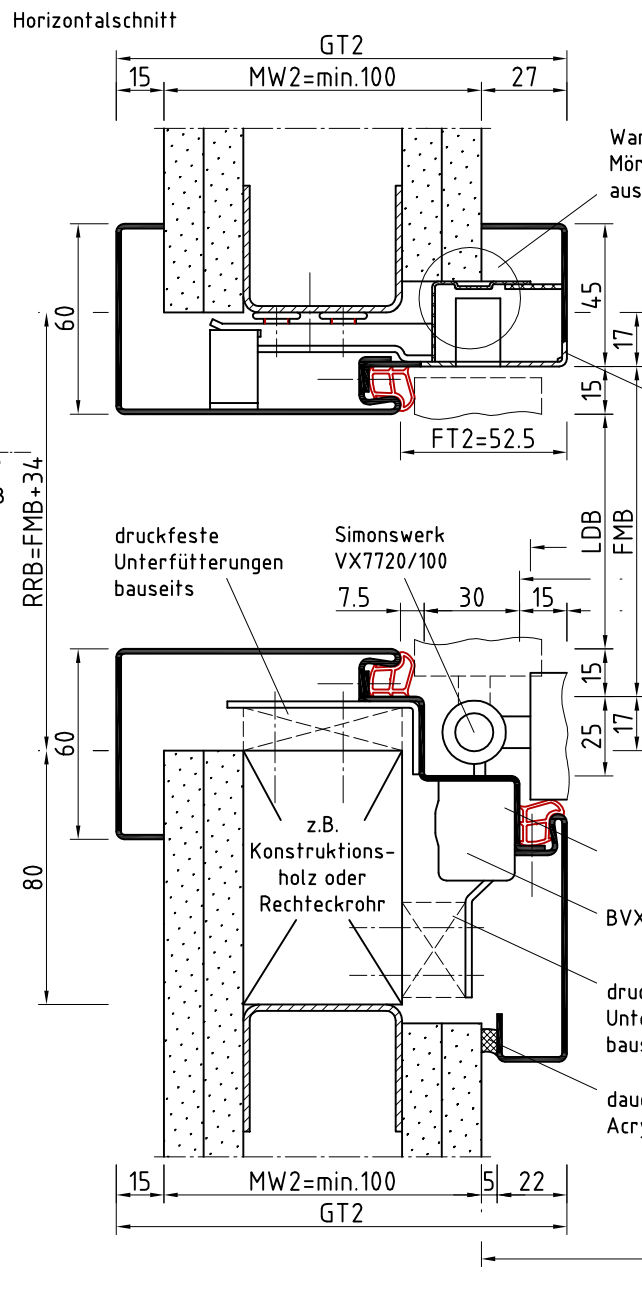 Horizontalschnitt
GT2
15 MW2=min.100 27
60
45
17
15
FT2=52.5
RRB=FMB+34
LDB
FMB
druckfeste
Unterfütterungen
bauseits
Simonswerk
VX7720/100
7.5 30 15
15
60
25
17
80
z.B.
Konstruktions-
holz oder
Rechteckrohr
15 MW2=min.100 5 22
GT2